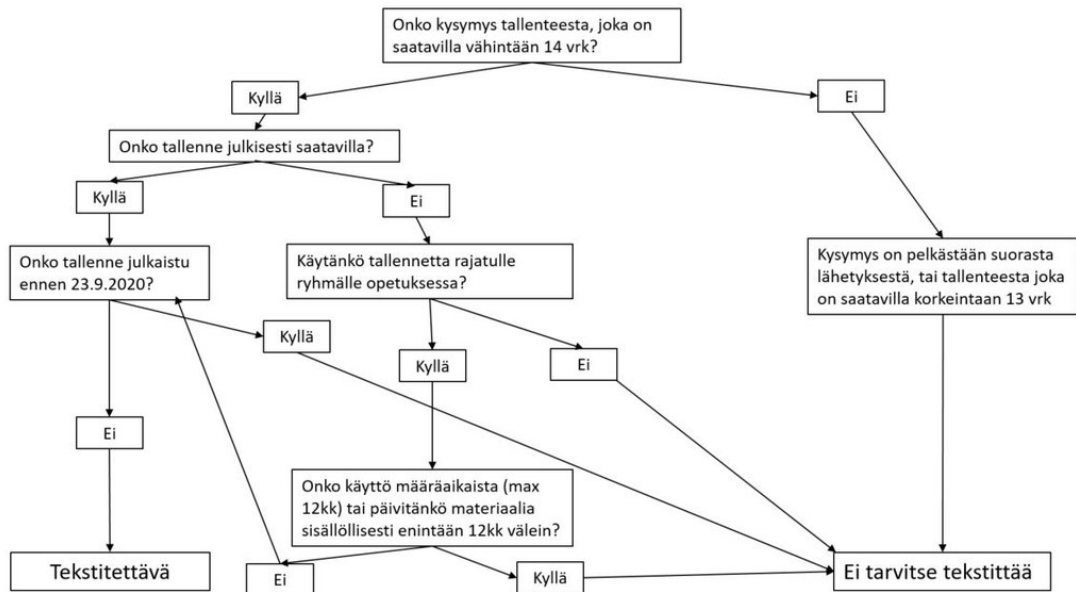 Onko kysymys tallenteesta, joka on
saatavilla vähintään 14 vrk?
Kyllä
Ei
Onko tallenne julkisesti saatavilla?
Kyllä
Ei
Onko tallenne julkaistu
ennen 23.9.2020?
Käytänkö tallennetta rajatulle
ryhmälle opetuksessa?
Kysymys on pelkästään suorasta
lähetyksestä, tai tallenteesta joka
on saatavilla korkeintaan 13 vrk
Kyllä
Kyllä
Ei
Ei
Onko käyttö määräaikaista (max
12kk) tai päivitänkö materiaalia
sisällöllisesti enintään 12kk välein?
Tekstitettävä
Ei
Kyllä
Ei tarvitse tekstittää